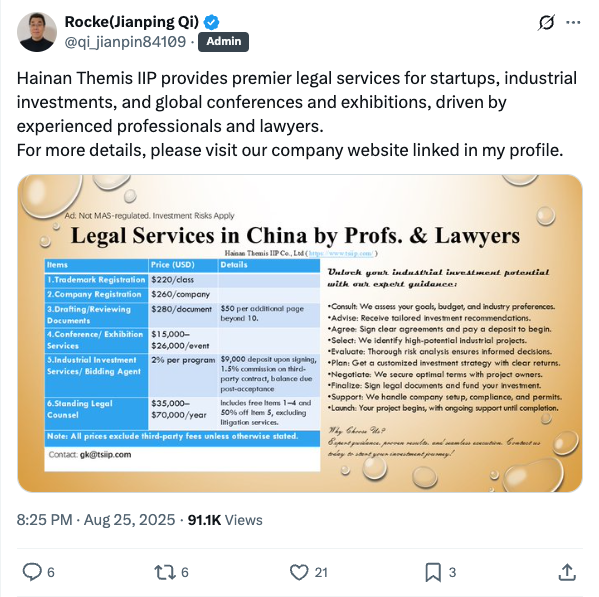 Rocke(Jianping Qi)
@qi_jianpin84109 · Admin
Hainan Themis IIP provides premier legal services for startups, industrial
investments, and global conferences and exhibitions, driven by
experienced professionals and lawyers.
For more details, please visit our company website linked in my profile.
Ad. Not MAS-regulated. Investment Risks Apply
Legal Services in China by Profs. & Lawyers
Hainan Themis IIP Co., Ltd ( https://www.tsiip.com/ )
Items Price (USD) Details
1.Trademark Registration $220/class
2.Company Registration $260/company
3.Drafting/Reviewing Documents $280/document $50 per additional page beyond 10.
4.Conference/ Exhibition Services $15,000–$26,000/event
5.Industrial Investment Services/ Bidding Agent 2% per program $9,000 deposit upon signing, 1.5% commission on third-party contract, balance due post-acceptance
6.Standing Legal Counsel $35,000–$70,000/year Includes free Items 1–4 and 50% off Item 5, excluding litigation services.
Note: All prices exclude third-party fees unless otherwise stated.
Contact: gk@tsiip.com
Unlock your industrial investment potential
with our expert guidance:
•Consult: We assess your goals, budget, and industry preferences.
•Advise: Receive tailored investment recommendations.
•Agree: Sign clear agreements and pay a deposit to begin.
•Select: We identify high-potential industrial projects.
•Evaluate: Thorough risk analysis ensures informed decisions.
•Plan: Get a customized investment strategy with clear returns.
•Negotiate: We secure optimal terms with project owners.
•Finalize: Sign legal documents and fund your investment.
•Support: We handle company setup, compliance, and permits.
•Launch: Your project begins, with ongoing support until completion.
Why Choose Us?
Expert guidance, proven results, and seamless execution. Contact us
today to start your investment journey!
8:25 PM · Aug 25, 2025 · 91.1K Views
6 6 21 3